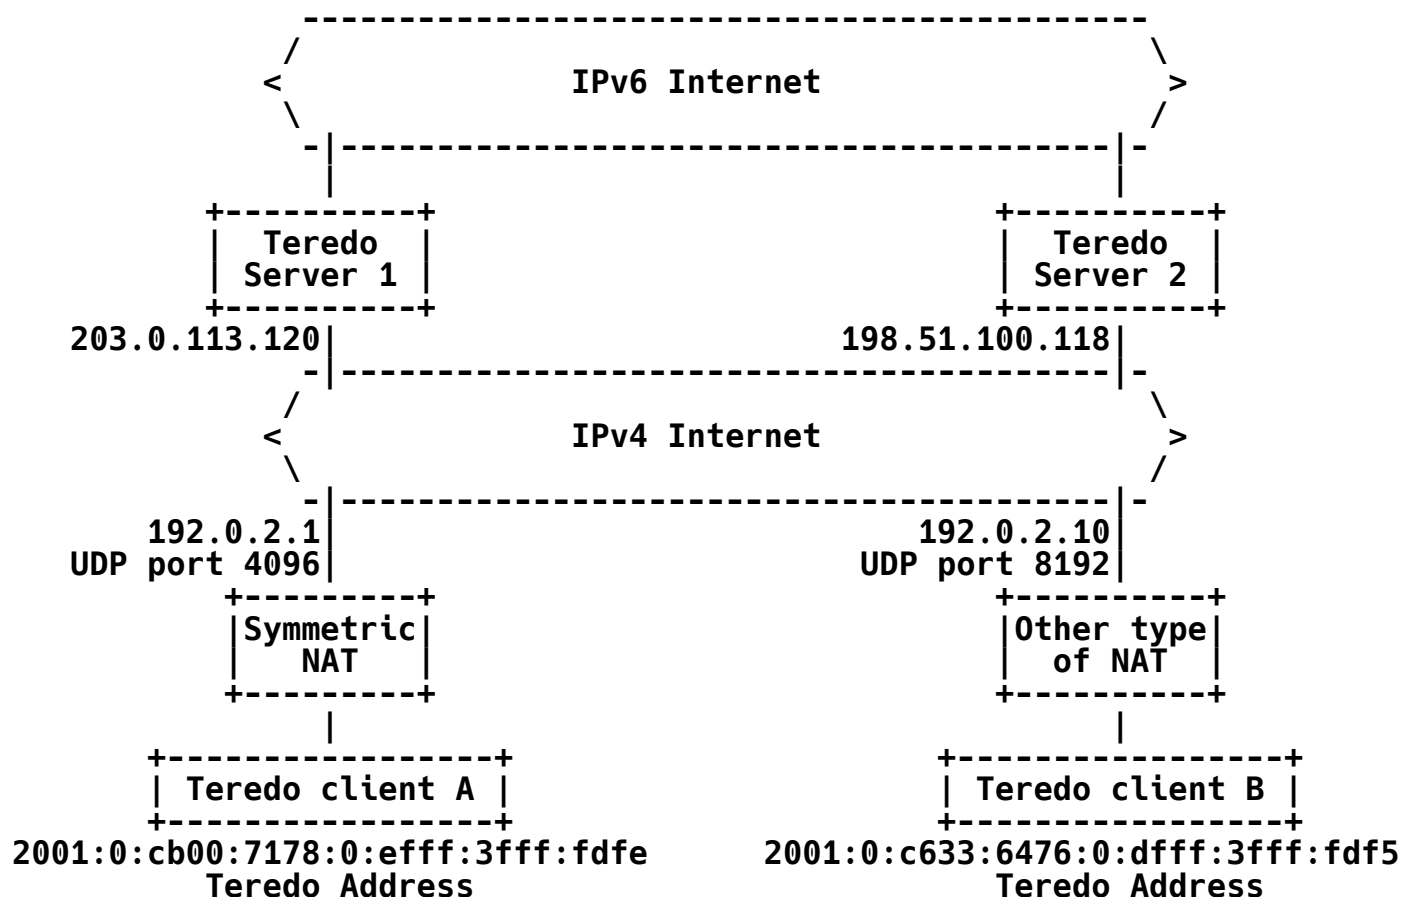 IPv6 Internet
Teredo Server 1
Teredo Server 2
203.0.113.120
198.51.100.118
IPv4 Internet
192.0.2.1
UDP port 4096
192.0.2.10
UDP port 8192
Symmetric NAT
Other type of NAT
Teredo client A
Teredo client B
2001:0:cb00:7178:0:efff:3fff:fdfe
Teredo Address
2001:0:c633:6476:0:dfff:3fff:fdf5
Teredo Address